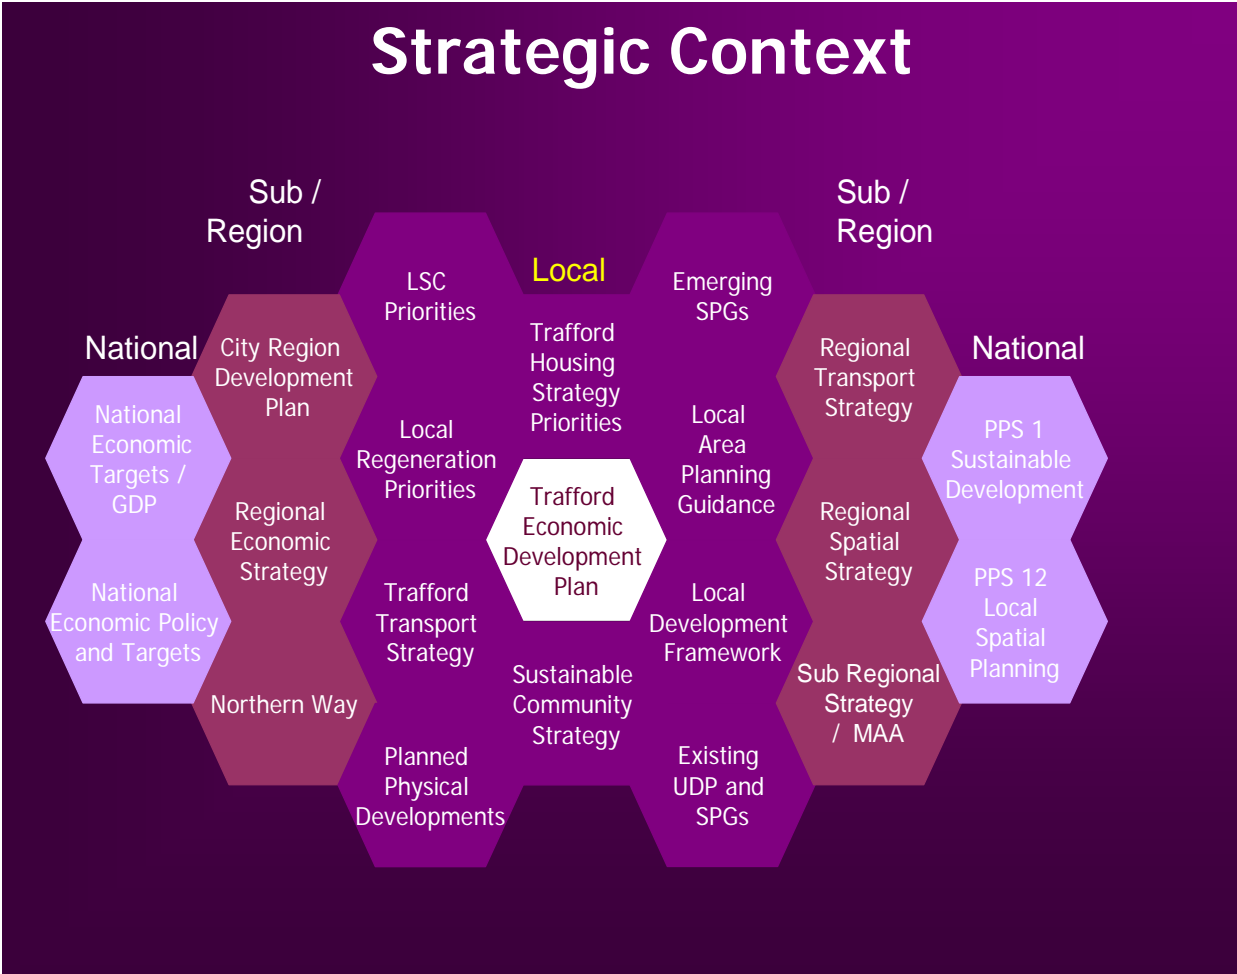 Strategic Context
Sub /
Region
Sub /
Region
Local
National
National
National
Economic
Targets /
GDP
National
Economic Policy
and Targets
City Region
Development
Plan
Regional
Economic
Strategy
Northern Way
LSC
Priorities
Local
Regeneration
Priorities
Trafford
Transport
Strategy
Planned
Physical
Developments
Trafford
Housing
Strategy
Priorities
Trafford
Economic
Development
Plan
Sustainable
Community
Strategy
Emerging
SPGs
Local
Area
Planning
Guidance
Local
Development
Framework
Existing
UDP and
SPGs
Regional
Transport
Strategy
Regional
Spatial
Strategy
Sub Regional
Strategy
/ MAA
PPS 1
Sustainable
Development
PPS 12
Local
Spatial
Planning